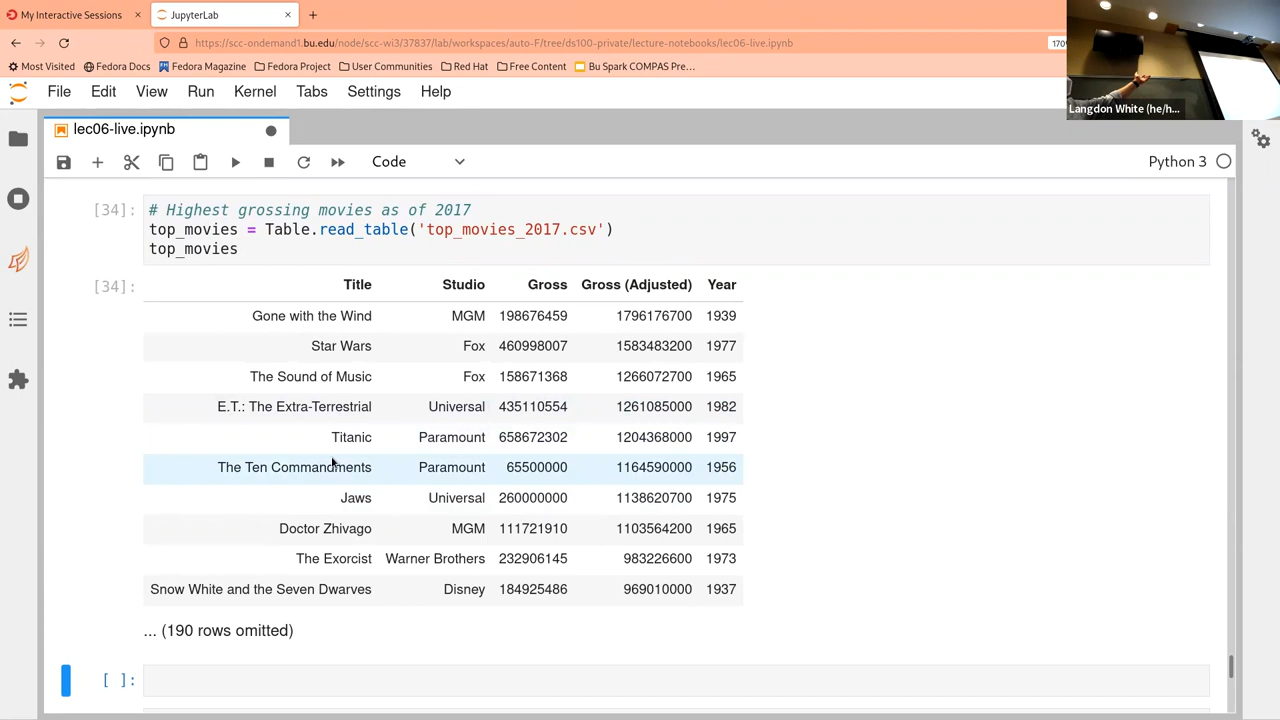 My Interactive Sessions
JupyterLab
https://scc-ondemand1.bu.edu/node/scc-wi3/37837/lab/workspaces/auto-F/tree/ds100-private/lecture-notebooks/lec06-live.ipynb
170
Most Visited Fedora Docs Fedora Magazine Fedora Project User Communities Red Hat Free Content Bu Spark COMPAS Pre…
Langdon White (he/h...
File Edit View Run Kernel Tabs Settings Help
lec06-live.ipynb
Code
Python 3
[34]: # Highest grossing movies as of 2017
top_movies = Table.read_table('top_movies_2017.csv')
top_movies
[34]: Title Studio Gross Gross (Adjusted) Year
Gone with the Wind MGM 198676459 1796176700 1939
Star Wars Fox 460998007 1583483200 1977
The Sound of Music Fox 158671368 1266072700 1965
E.T.: The Extra-Terrestrial Universal 435110554 1261085000 1982
Titanic Paramount 658672302 1204368000 1997
The Ten Commandments Paramount 65500000 1164590000 1956
Jaws Universal 260000000 1138620700 1975
Doctor Zhivago MGM 111721910 1103564200 1965
The Exorcist Warner Brothers 232906145 983226600 1973
Snow White and the Seven Dwarves Disney 184925486 969010000 1937
... (190 rows omitted)
[ ]: